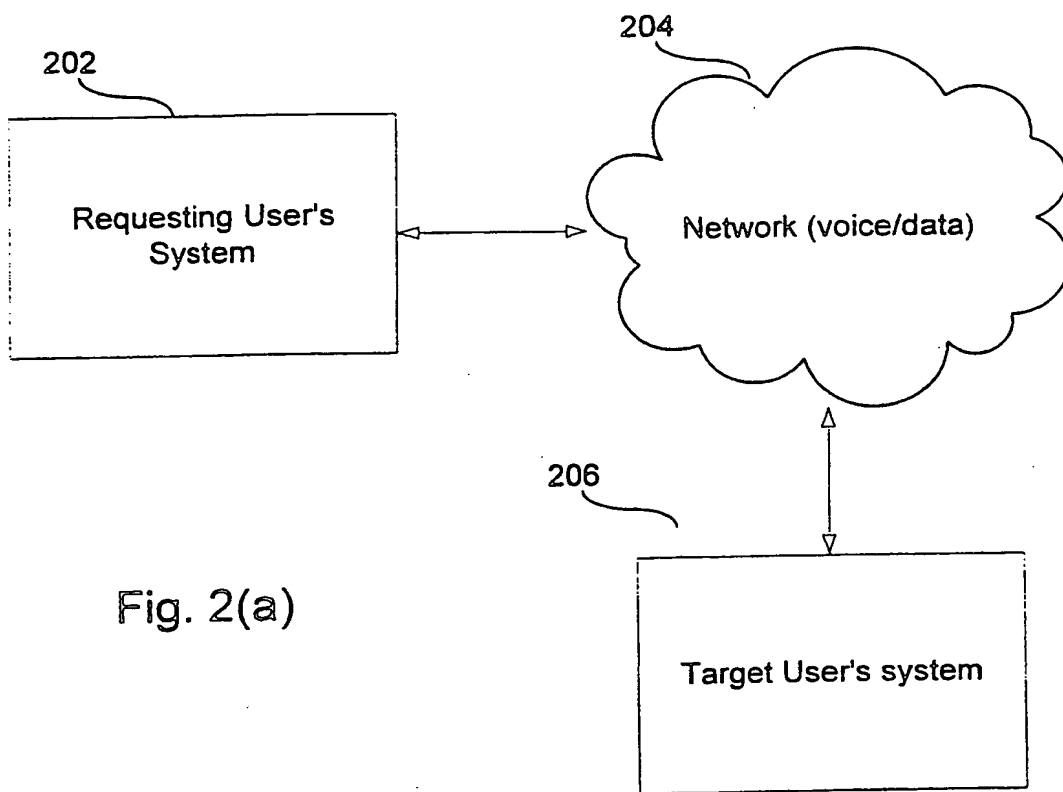 204
202
Requesting User's
System
Network (voice/data)
206
Fig. 2(a)
Target User's system